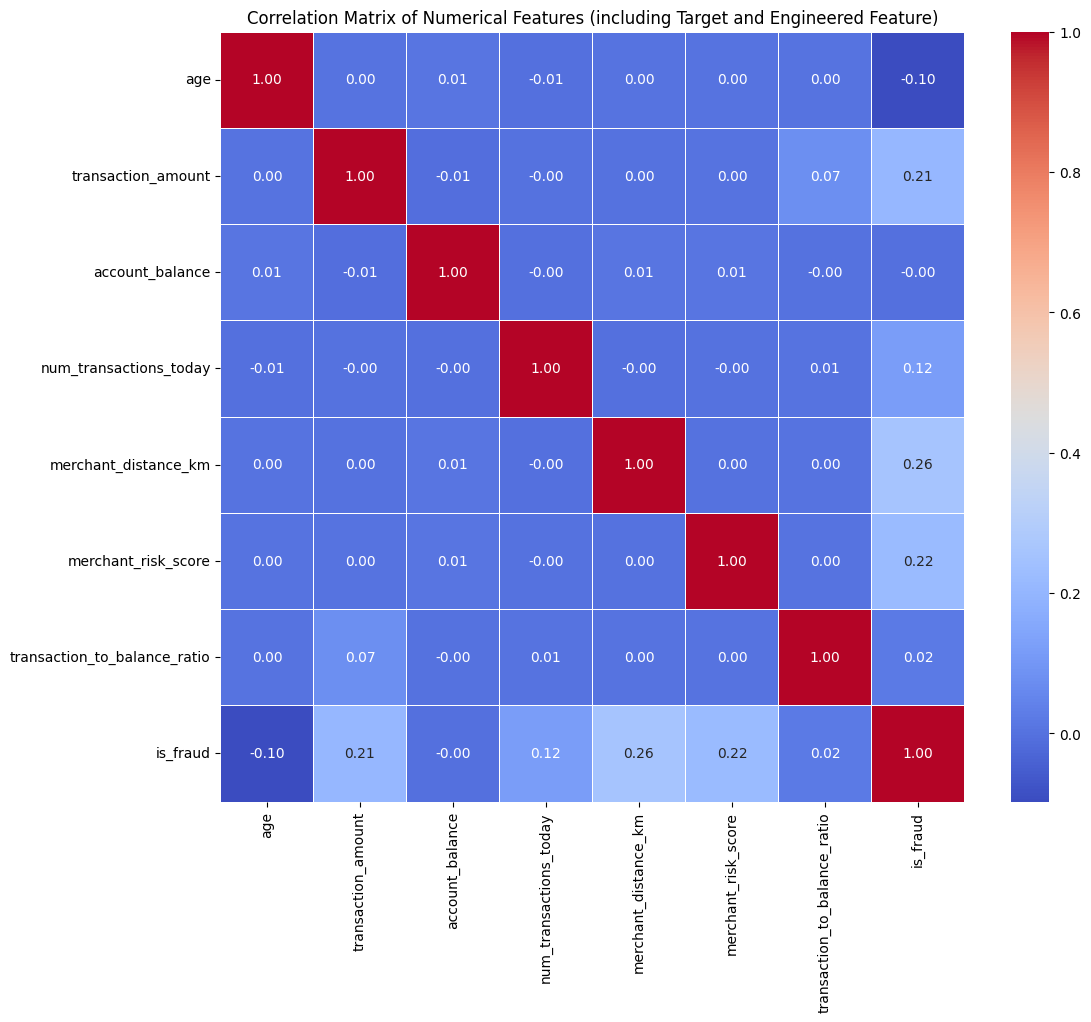 Correlation Matrix of Numerical Features (including Target and Engineered Feature)
age 1.00 0.00 0.01 -0.01 0.00 0.00 0.00 -0.10
transaction_amount 0.00 1.00 -0.01 -0.00 0.00 0.00 0.07 0.21
account_balance 0.01 -0.01 1.00 -0.00 0.01 0.01 -0.00 -0.00
num_transactions_today -0.01 -0.00 -0.00 1.00 -0.00 -0.00 0.01 0.12
merchant_distance_km 0.00 0.00 0.01 -0.00 1.00 0.00 0.00 0.26
merchant_risk_score 0.00 0.00 0.01 -0.00 0.00 1.00 0.00 0.22
transaction_to_balance_ratio 0.00 0.07 -0.00 0.01 0.00 0.00 1.00 0.02
is_fraud -0.10 0.21 -0.00 0.12 0.26 0.22 0.02 1.00
age
transaction_amount
account_balance
num_transactions_today
merchant_distance_km
merchant_risk_score
transaction_to_balance_ratio
is_fraud
1.0
0.8
0.6
0.4
0.2
0.0